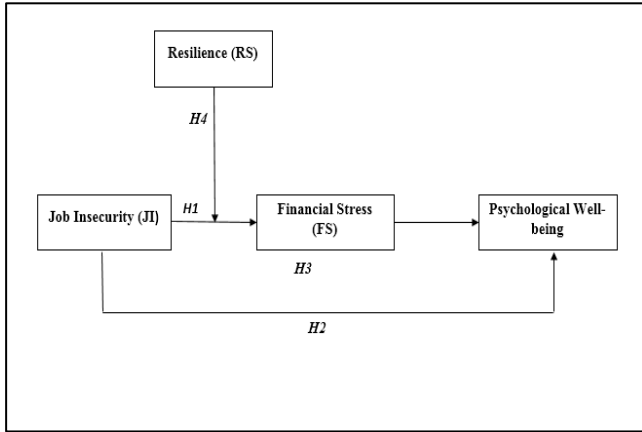 Resilience (RS)
H4
H1
Job Insecurity (JI)
Financial Stress
(FS)
Psychological Well-
being
H3
H2